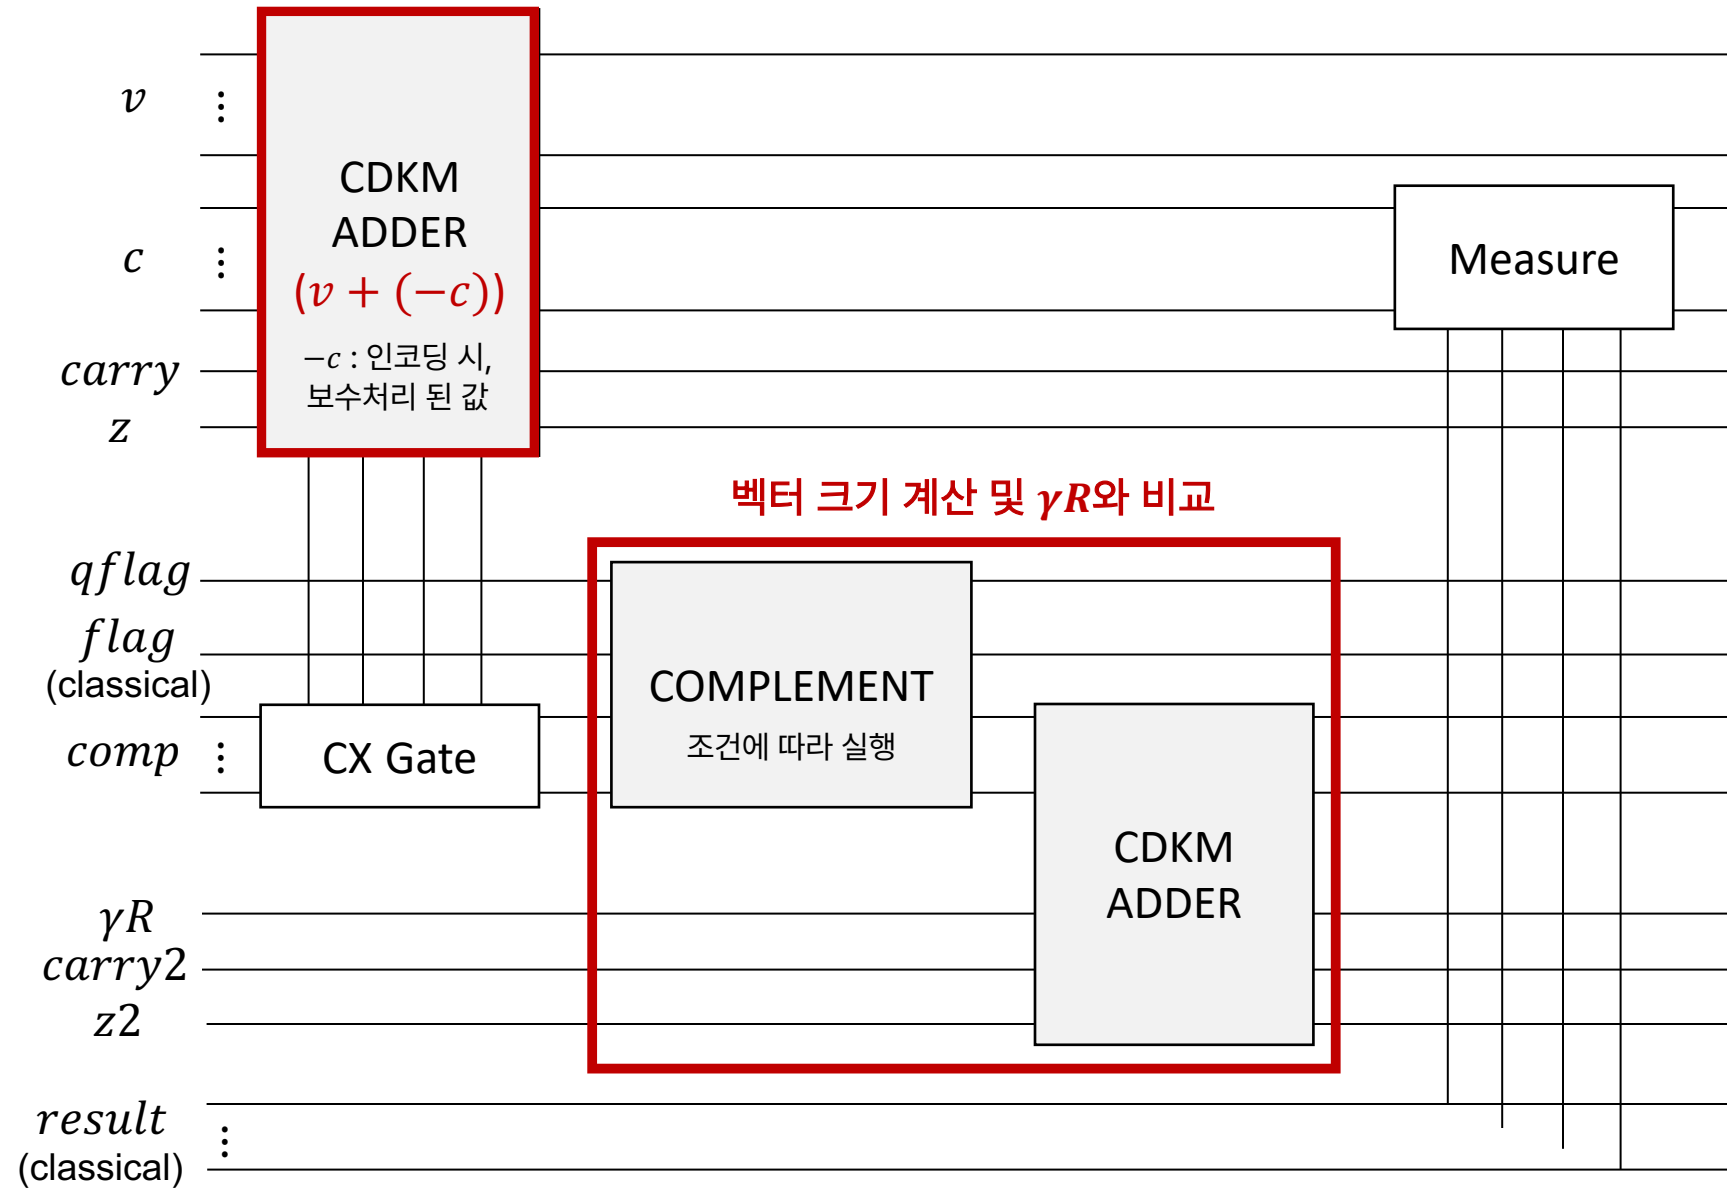 v
⋮
c
⋮
carry
z
CDKM
ADDER
(v + (−c))
−c : 인코딩 시,
보수처리 된 값
Measure
벡터 크기 계산 및 γR와 비교
qflag
flag
(classical)
comp
⋮
CX Gate
COMPLEMENT
조건에 따라 실행
CDKM
ADDER
γR
carry2
z2
result
(classical)
⋮